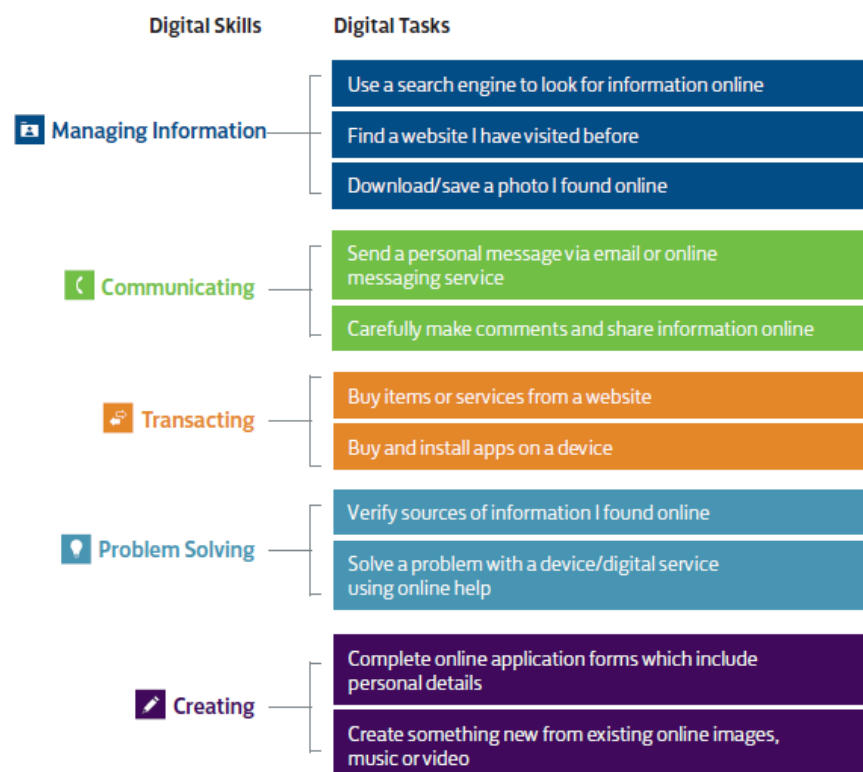 Digital Skills
Digital Tasks
Managing Information
Use a search engine to look for information online
Find a website I have visited before
Download/save a photo I found online
Communicating
Send a personal message via email or online
messaging service
Carefully make comments and share information online
Transacting
Buy items or services from a website
Buy and install apps on a device
Problem Solving
Verify sources of information I found online
Solve a problem with a device/digital service
using online help
Creating
Complete online application forms which include
personal details
Create something new from existing online images,
music or video